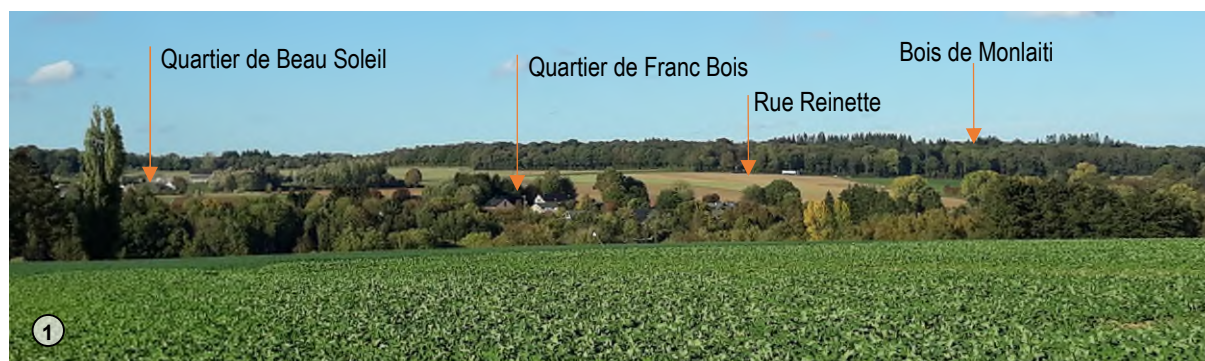 Quartier de Beau Soleil
Quartier de Franc Bois
Rue Reinette
Bois de Monlaiti
1